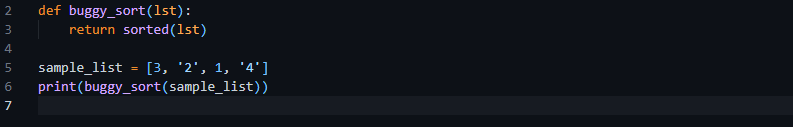 2 def buggy_sort(lst):
3     return sorted(lst)
4
5 sample_list = [3, '2', 1, '4']
6 print(buggy_sort(sample_list))
7